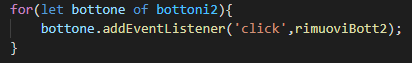 for(let bottone of bottoni2){
    bottone.addEventListener('click',rimuoviBott2);
}